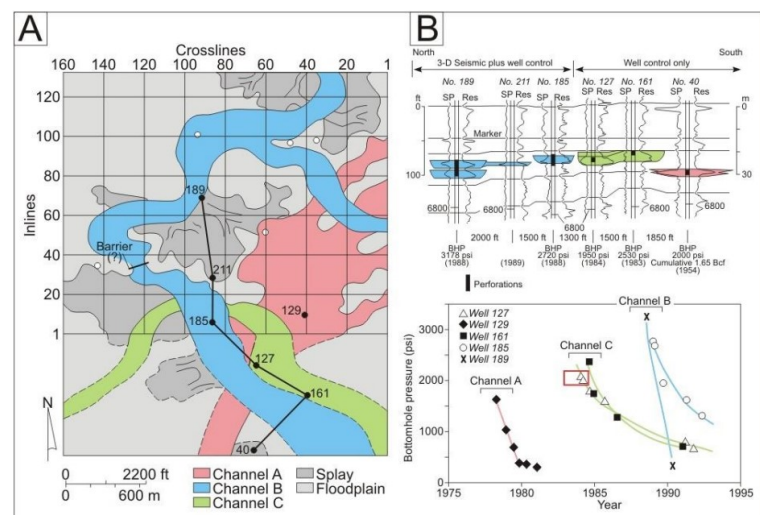 A
Crosslines
160 140 120 100 80 60 40 20 1
120
100
80
60
40
20
1
Inlines
189
Barrier
(?)
211
129
185
127
161
40
N
0 2200 ft
0 600 m
Channel A
Channel B
Channel C
Splay
Floodplain
B
North South
3-D Seismic plus well control Well control only
No. 189 No. 211 No. 185 No. 127 No. 161 No. 40
ft SP Res SP Res SP Res SP Res SP Res SP Res m
0 0
Marker
100 30
6800 6800 6800 6800 6800
2000 ft 1500 ft 1300 ft 1500 ft 1850 ft
BHP BHP BHP BHP BHP
3178 psi 2720 psi 1950 psi 2530 psi 2000 psi
(1988) (1989) (1988) (1984) (1983) Cumulative 1.65 Bcf
(1954)
Perforations
Channel B
Well 127
Well 129
Well 161
Well 185
Well 189
Channel C
Channel A
Bottomhole pressure (psi)
3000
2000
1000
0
1975 1980 1985 1990 1995
Year